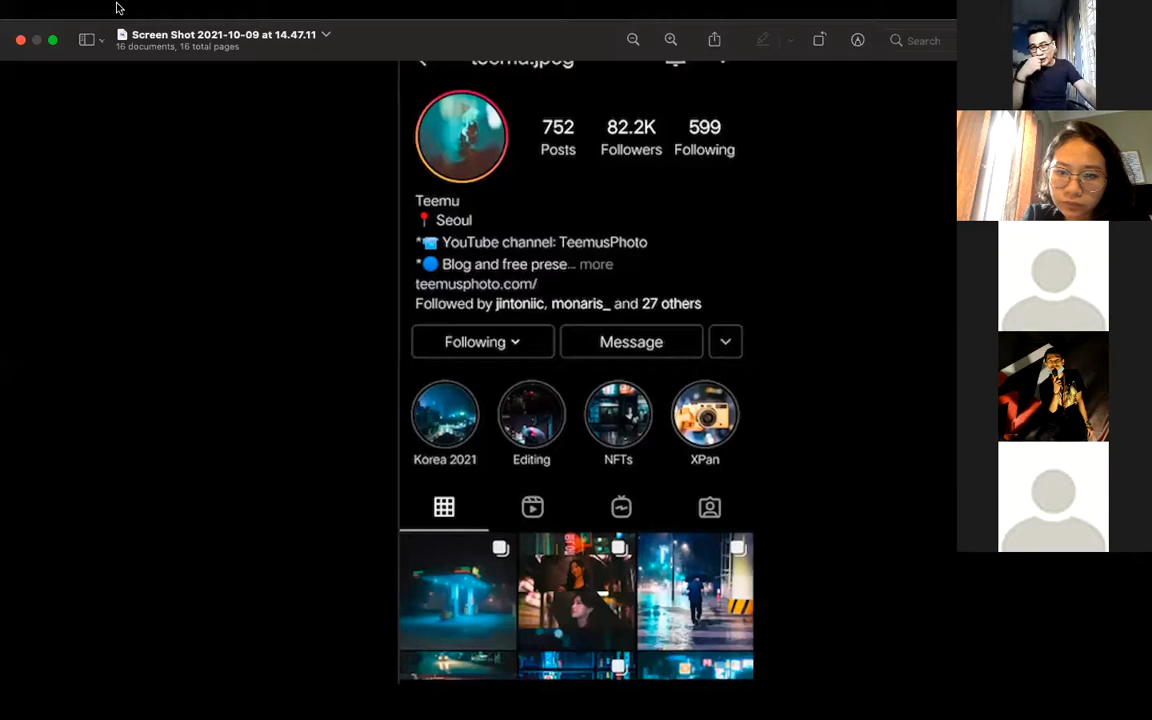 Screen Shot 2021-10-09 at 14.47.11
16 documents, 16 total pages
Search
teemu.jpeg
752 82.2K 599
Posts Followers Following
Teemu
📍 Seoul
*📷 YouTube channel: TeemusPhoto
*🔵 Blog and free prese... more
teemusphoto.com/
Followed by jintoniic, monaris_ and 27 others
Following Message
Korea 2021 Editing NFTs XPan